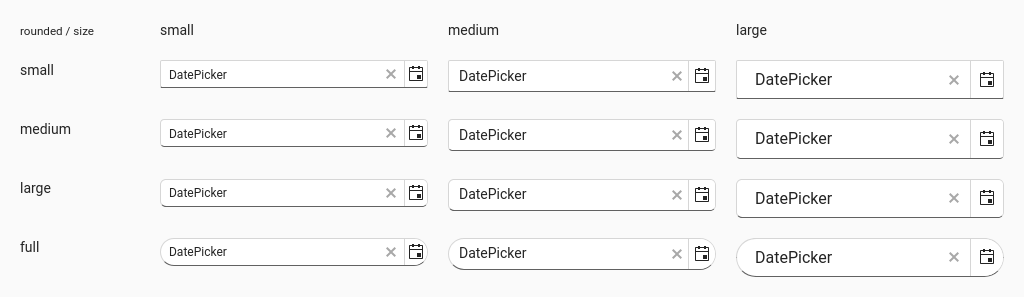 rounded / size small medium large
small DatePicker DatePicker DatePicker
medium DatePicker DatePicker DatePicker
large DatePicker DatePicker DatePicker
full DatePicker DatePicker DatePicker